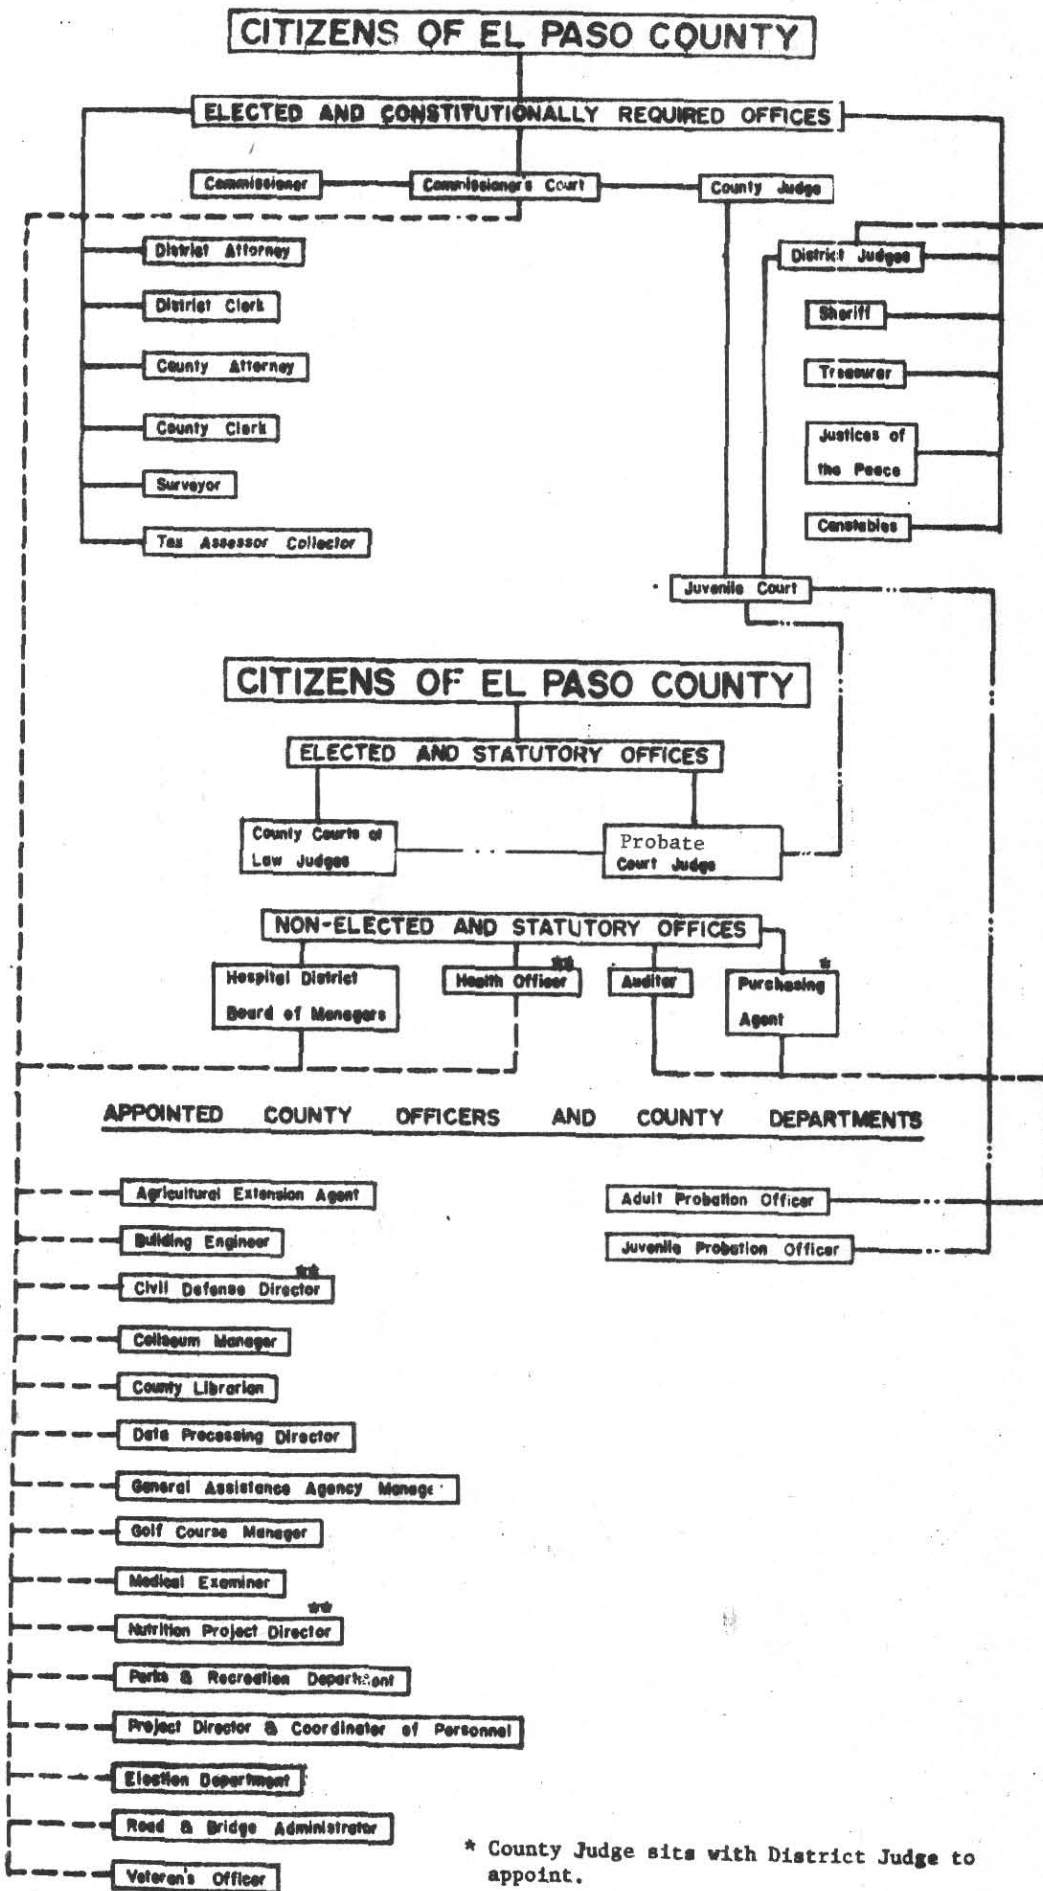 CITIZENS OF EL PASO COUNTY
ELECTED AND CONSTITUTIONALLY REQUIRED OFFICES
Commissioner
Commissioner's Court
County Judge
District Attorney
District Judges
District Clerk
Sheriff
County Attorney
Treasurer
County Clerk
Justices of
the Peace
Surveyor
Constables
Tax Assessor Collector
Juvenile Court
CITIZENS OF EL PASO COUNTY
ELECTED AND STATUTORY OFFICES
County Courts at
Law Judges
Probate
Court Judge
NON-ELECTED AND STATUTORY OFFICES
Hospital District
Board of Managers
**
Health Officer
Auditor
*
Purchasing
Agent
APPOINTED COUNTY OFFICERS AND COUNTY DEPARTMENTS
Agricultural Extension Agent
Adult Probation Officer
Building Engineer
Juvenile Probation Officer
**
Civil Defense Director
Coliseum Manager
County Librarian
Data Processing Director
General Assistance Agency Manage
Golf Course Manager
Medical Examiner
**
Nutrition Project Director
Parks & Recreation Department
Project Director & Coordinator of Personnel
Election Department
Road & Bridge Administrator
Veteran's Officer
* County Judge sits with District Judge to
appoint.